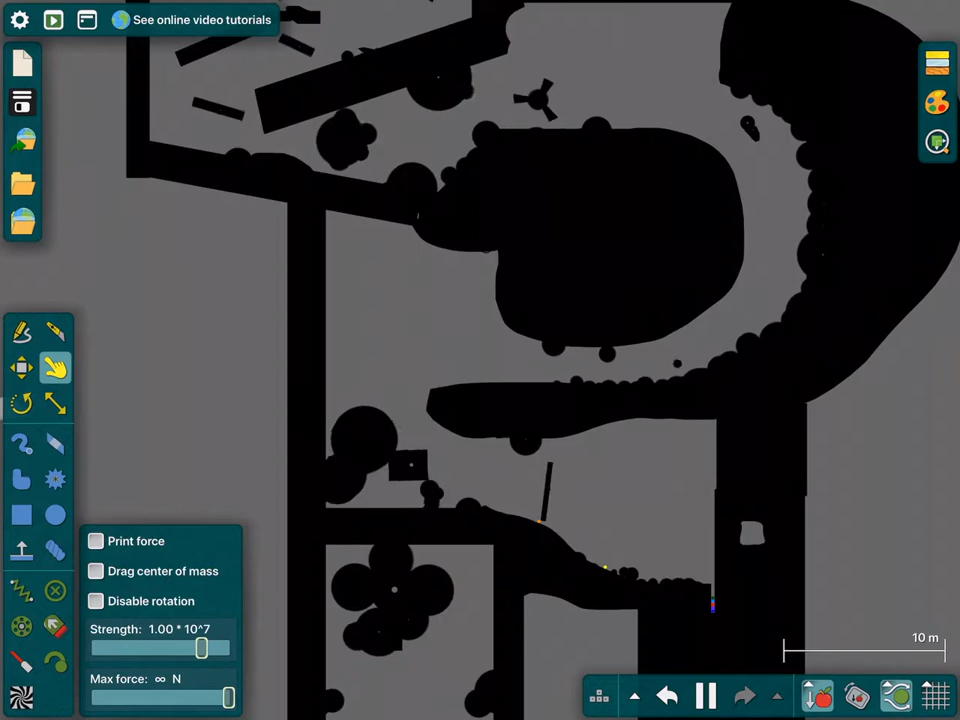 See online video tutorials
Print force
Drag center of mass
Disable rotation
Strength: 1.00 * 10^7
Max force: ∞ N
10 m